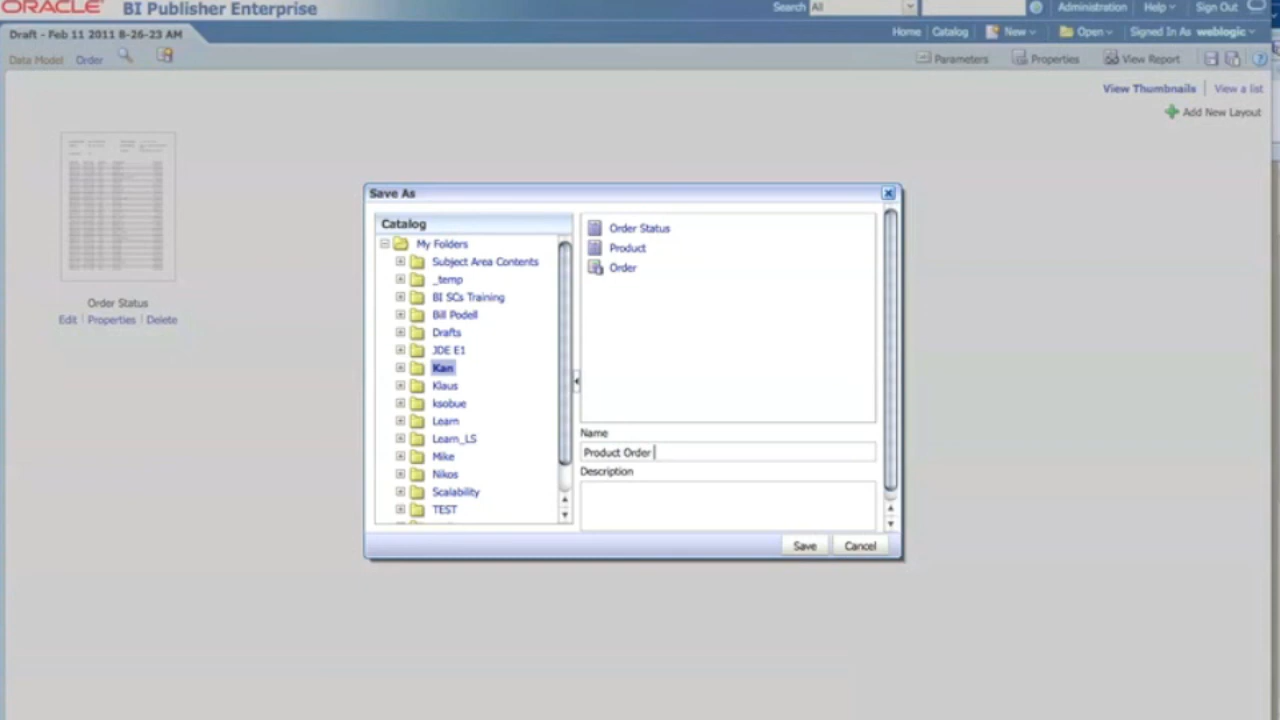 ORACLE BI Publisher Enterprise Search All Administration Help Sign Out
Draft - Feb 11 2011 8-26-23 AM Home Catalog New Open Signed In As weblogic
Data Model Order Parameters Properties View Report
View Thumbnails View a list
Add New Layout
Order Status
Edit Properties Delete
Save As
Catalog
My Folders
Subject Area Contents
_temp
BI SCs Training
Bill Podell
Drafts
JDE E1
Kan
Klaus
ksobue
Learn
Learn_LS
Mike
Nikos
Scalability
TEST
Order Status
Product
Order
Name
Product Order
Description
Save Cancel